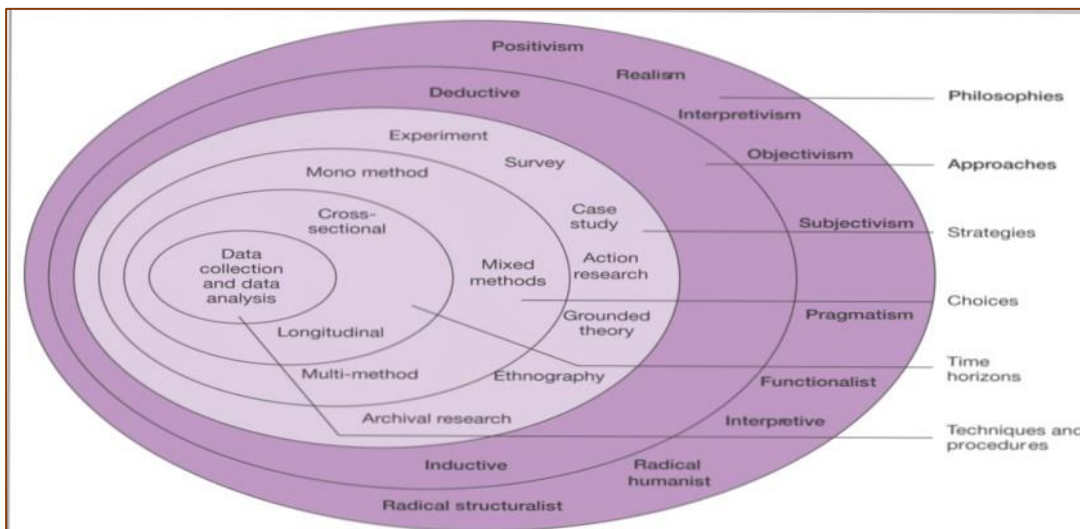 Positivism
Realism
Philosophies
Deductive
Interpretivism
Experiment
Objectivism
Approaches
Survey
Mono method
Case
study
Subjectivism
Strategies
Cross-
sectional
Data
collection
and data
analysis
Mixed
methods
Action
research
Choices
Grounded
theory
Pragmatism
Longitudinal
Time
horizons
Multi-method
Ethnography
Functionalist
Archival research
Interpretive
Techniques and
procedures
Inductive
Radical
humanist
Radical structuralist